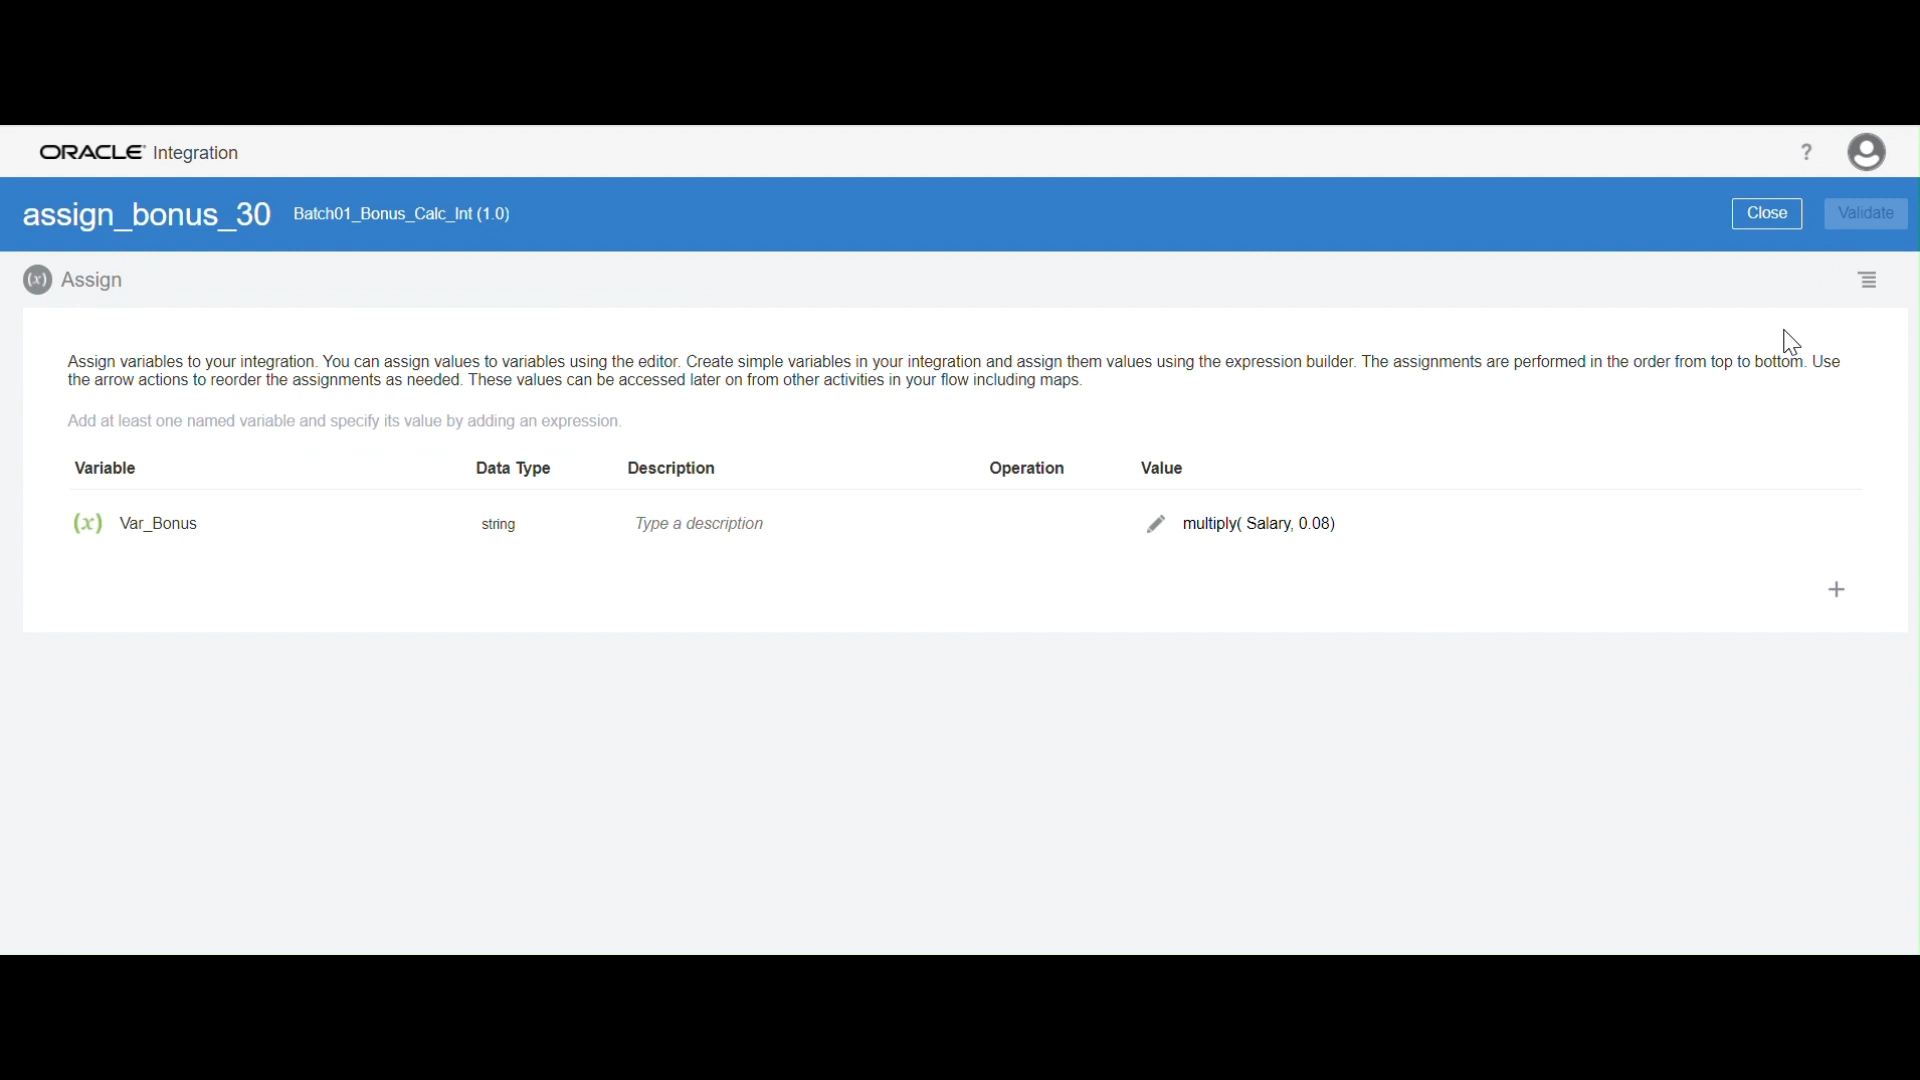 ORACLE Integration
?
assign_bonus_30 Batch01_Bonus_Calc_Int (1.0) Close Validate
(x) Assign
Assign variables to your integration. You can assign values to variables using the editor. Create simple variables in your integration and assign them values using the expression builder. The assignments are performed in the order from top to bottom. Use
the arrow actions to reorder the assignments as needed. These values can be accessed later on from other activities in your flow including maps.
Add at least one named variable and specify its value by adding an expression.
Variable Data Type Description Operation Value
(x) Var_Bonus string Type a description multiply( Salary, 0.08)